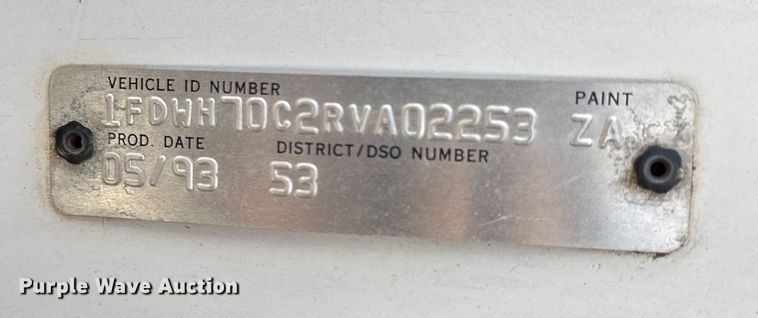 VEHICLE ID NUMBER PAINT
1FDWH70C2RVA02253 ZA
PROD. DATE DISTRICT/DSO NUMBER
05/93 53
Purple Wave Auction